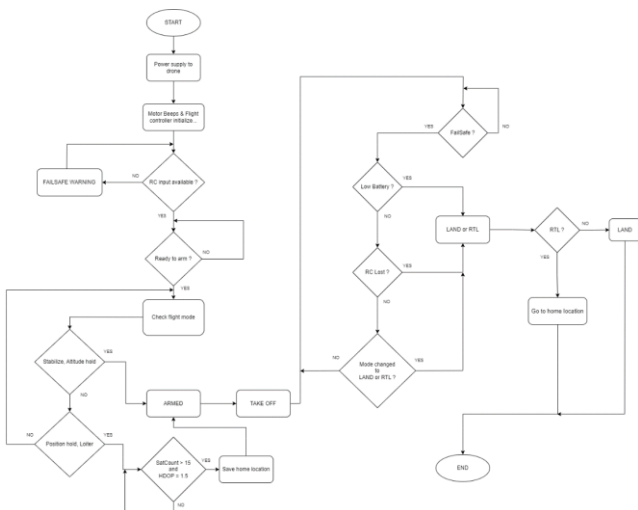 START
Power supply to
drone
Motor Beeps & Flight
controller initialize...
FAILSAFE WARNING
NO
RC input available ?
YES
Ready to arm ?
NO
YES
Check flight mode
Stabilize, Altitude hold
YES
NO
ARMED
TAKE OFF
Position hold, Loiter
NO
YES
SatCount = 15
and
HDOP = 1.5
YES
NO
Save home location
FailSafe ?
YES
NO
Low Battery ?
YES
NO
RC Lost ?
YES
NO
Mode changed
to
LAND or RTL ?
NO
YES
LAND or RTL
RTL ?
NO
YES
LAND
Go to home location
END